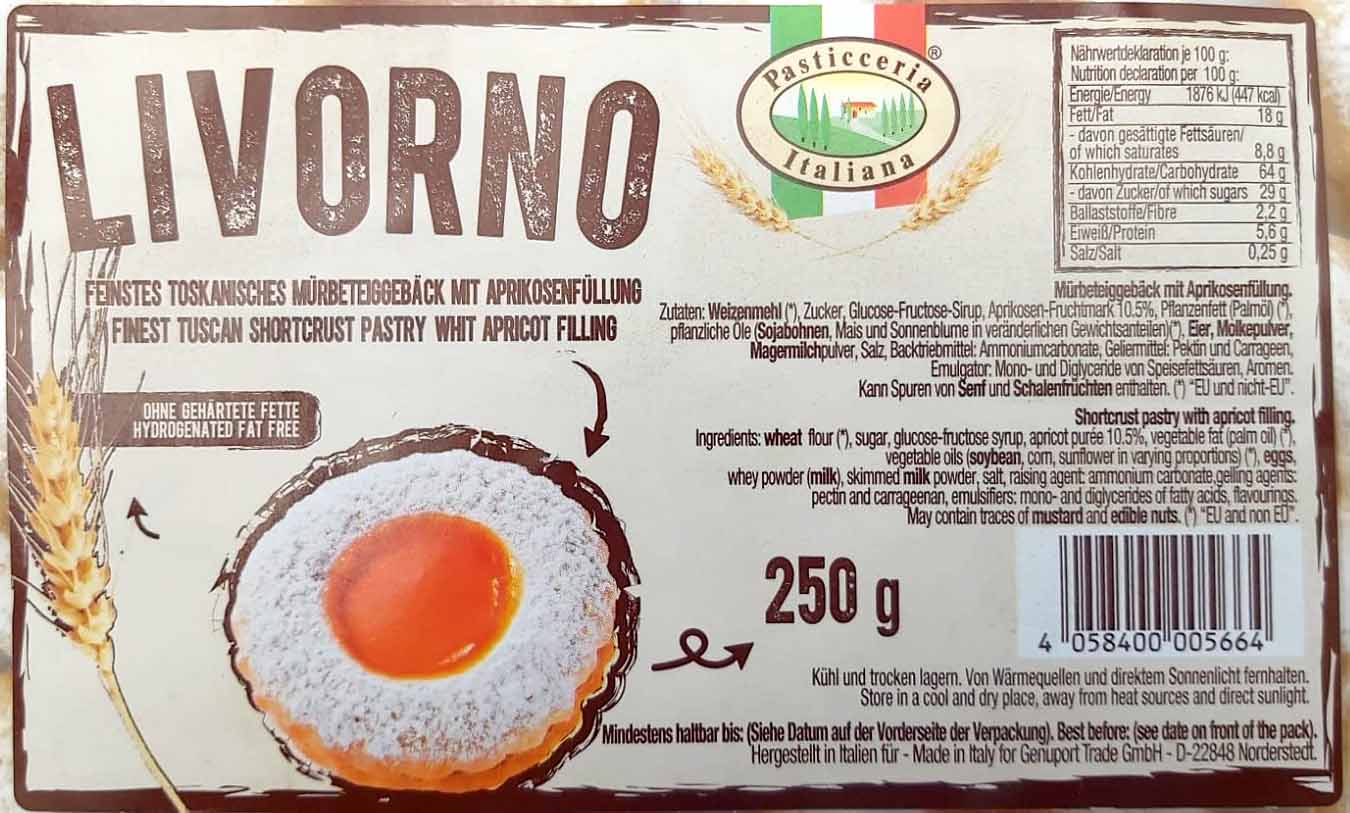 LIVORNO
FEINSTES TOSKANISCHES MÜRBETEIGGEBÄCK MIT APRIKOSENFÜLLUNG
FINEST TUSCAN SHORTCRUST PASTRY WHIT APRICOT FILLING
OHNE GEHÄRTETE FETTE
HYDROGENATED FAT FREE
Pasticceria ®
Italiana
Nährwertdeklaration je 100 g:
Nutrition declaration per 100 g:
Energie/Energy 1876 kJ (447 kcal)
Fett/Fat 18 g
- davon gesättigte Fettsäuren/
of which saturates 8,8 g
Kohlenhydrate/Carbohydrate 64 g
- davon Zucker/of which sugars 29 g
Ballaststoffe/Fibre 2,2 g
Eiweiß/Protein 5,6 g
Salz/Salt 0,25 g
Mürbeteiggebäck mit Aprikosenfüllung.
Zutaten: Weizenmehl (*), Zucker, Glucose-Fructose-Sirup, Aprikosen-Fruchtmark 10.5%, Pflanzenfett (Palmöl) (*),
pflanzliche Öle (Sojabohnen, Mais und Sonnenblume in veränderlichen Gewichtsanteilen)(*), Eier, Molkepulver,
Magermilchpulver, Salz, Backtriebmittel: Ammoniumcarbonate, Geliermittel: Pektin und Carrageen,
Emulgator: Mono- und Diglyceride von Speisefettsäuren, Aromen.
Kann Spuren von Senf und Schalenfrüchten enthalten. (*) "EU und nicht-EU".
Shortcrust pastry with apricot filling.
Ingredients: wheat flour (*), sugar, glucose-fructose syrup, apricot purée 10.5%, vegetable fat (palm oil) (*),
vegetable oils (soybean, corn, sunflower in varying proportions) (*), eggs,
whey powder (milk), skimmed milk powder, salt, raising agent: ammonium carbonate,gelling agents:
pectin and carrageenan, emulsifiers: mono- and diglycerides of fatty acids, flavourings.
May contain traces of mustard and edible nuts. (*) "EU and non EU".
250 g
4 058400 005664
Kühl und trocken lagern. Von Wärmequellen und direktem Sonnenlicht fernhalten.
Store in a cool and dry place, away from heat sources and direct sunlight.
Mindestens haltbar bis: (Siehe Datum auf der Vorderseite der Verpackung). Best before: (see date on front of the pack).
Hergestellt in Italien für - Made in Italy for Genuport Trade GmbH - D-22848 Norderstedt.